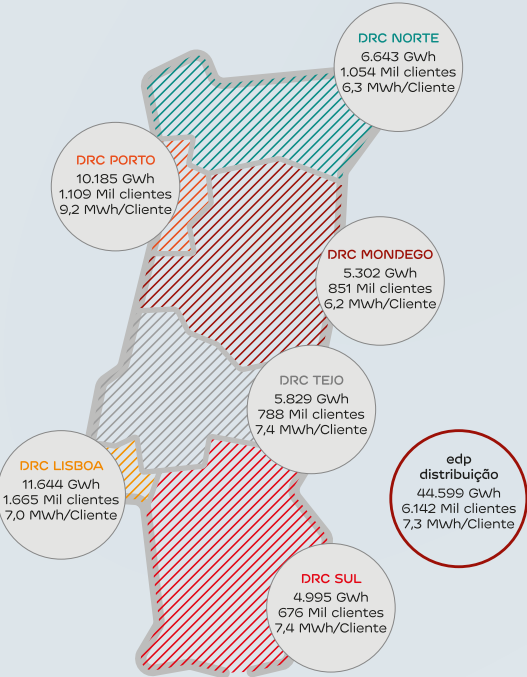 DRC NORTE
6.643 GWh
1.054 Mil clientes
6,3 MWh/Cliente
DRC PORTO
10.185 GWh
1.109 Mil clientes
9,2 MWh/Cliente
DRC MONDEGO
5.302 GWh
851 Mil clientes
6,2 MWh/Cliente
DRC TEJO
5.829 GWh
788 Mil clientes
7,4 MWh/Cliente
DRC LISBOA
11.644 GWh
1.665 Mil clientes
7,0 MWh/Cliente
edp
distribuição
44.599 GWh
6.142 Mil clientes
7,3 MWh/Cliente
DRC SUL
4.995 GWh
676 Mil clientes
7,4 MWh/Cliente